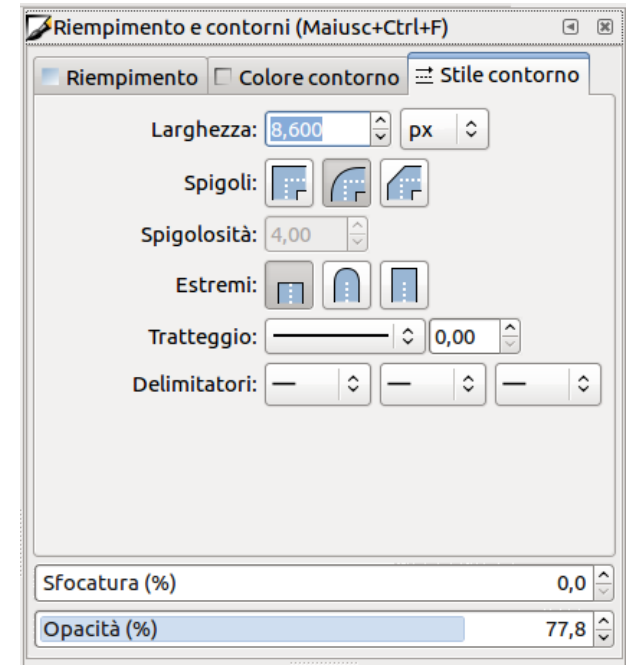 Riempimento e contorni (Maiusc+Ctrl+F)
Riempimento Colore contorno Stile contorno
Larghezza: 8,600 px
Spigoli:
Spigolosità: 4,00
Estremi:
Tratteggio: 0,00
Delimitatori:
Sfocatura (%) 0,0
Opacità (%) 77,8